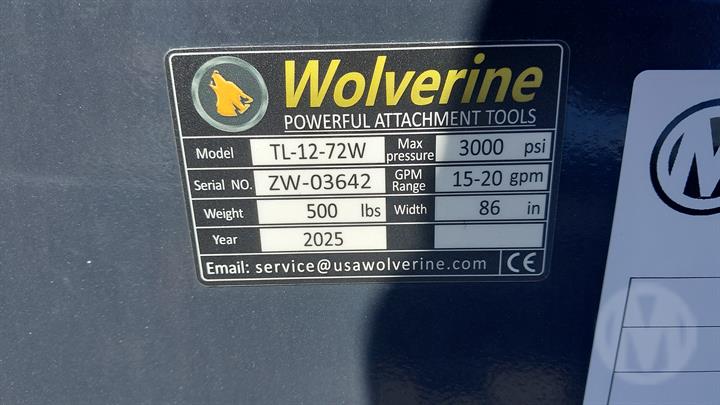 Wolverine
POWERFUL ATTACHMENT TOOLS
Model TL-12-72W Max pressure 3000 psi
Serial NO. ZW-03642 GPM Range 15-20 gpm
Weight 500 lbs Width 86 in
Year 2025
Email: service@usawolverine.com CE
M
M